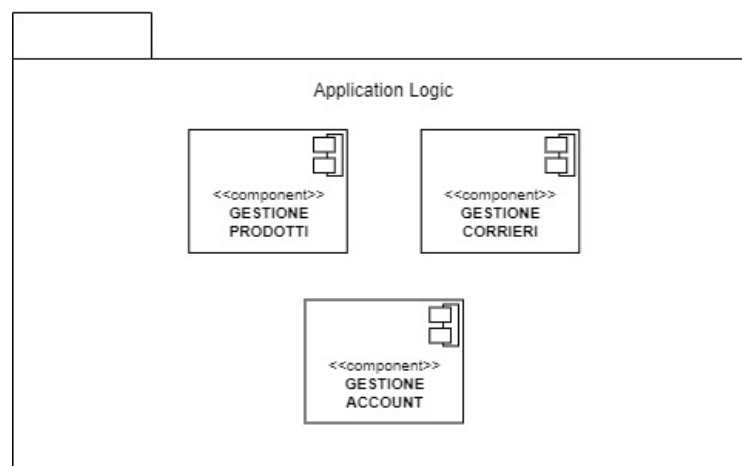 Application Logic
<<component>>
GESTIONE
PRODOTTI
<<component>>
GESTIONE
CORRIERI
<<component>>
GESTIONE
ACCOUNT